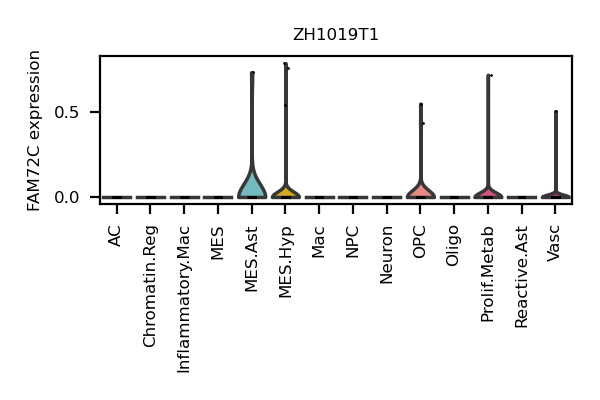 ZH1019T1
FAM72C expression
0.5
0.0
AC
Chromatin.Reg
Inflammatory.Mac
MES
MES.Ast
MES.Hyp
Mac
NPC
Neuron
OPC
Oligo
Prolif.Metab
Reactive.Ast
Vasc